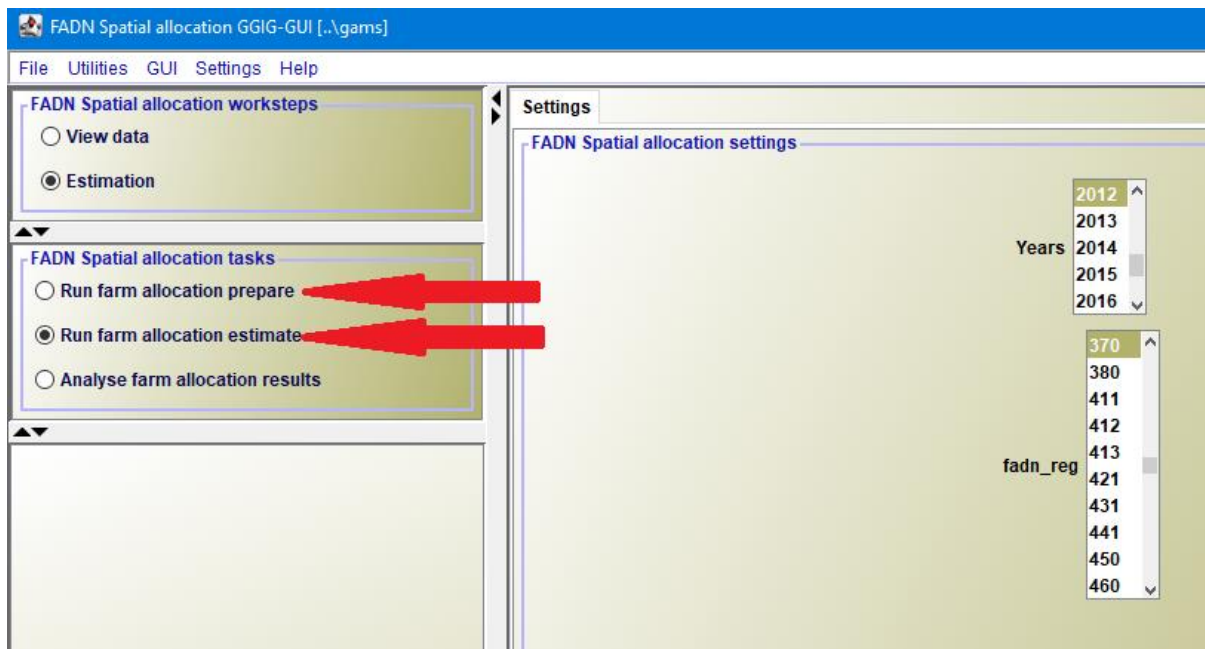 FADN Spatial allocation GGIG-GUI [..\gams]
File Utilities GUI Settings Help
FADN Spatial allocation worksteps
View data
Estimation
FADN Spatial allocation tasks
Run farm allocation prepare
Run farm allocation estimate
Analyse farm allocation results
Settings
FADN Spatial allocation settings
Years
2012
2013
2014
2015
2016
fadn_reg
370
380
411
412
413
421
431
441
450
460